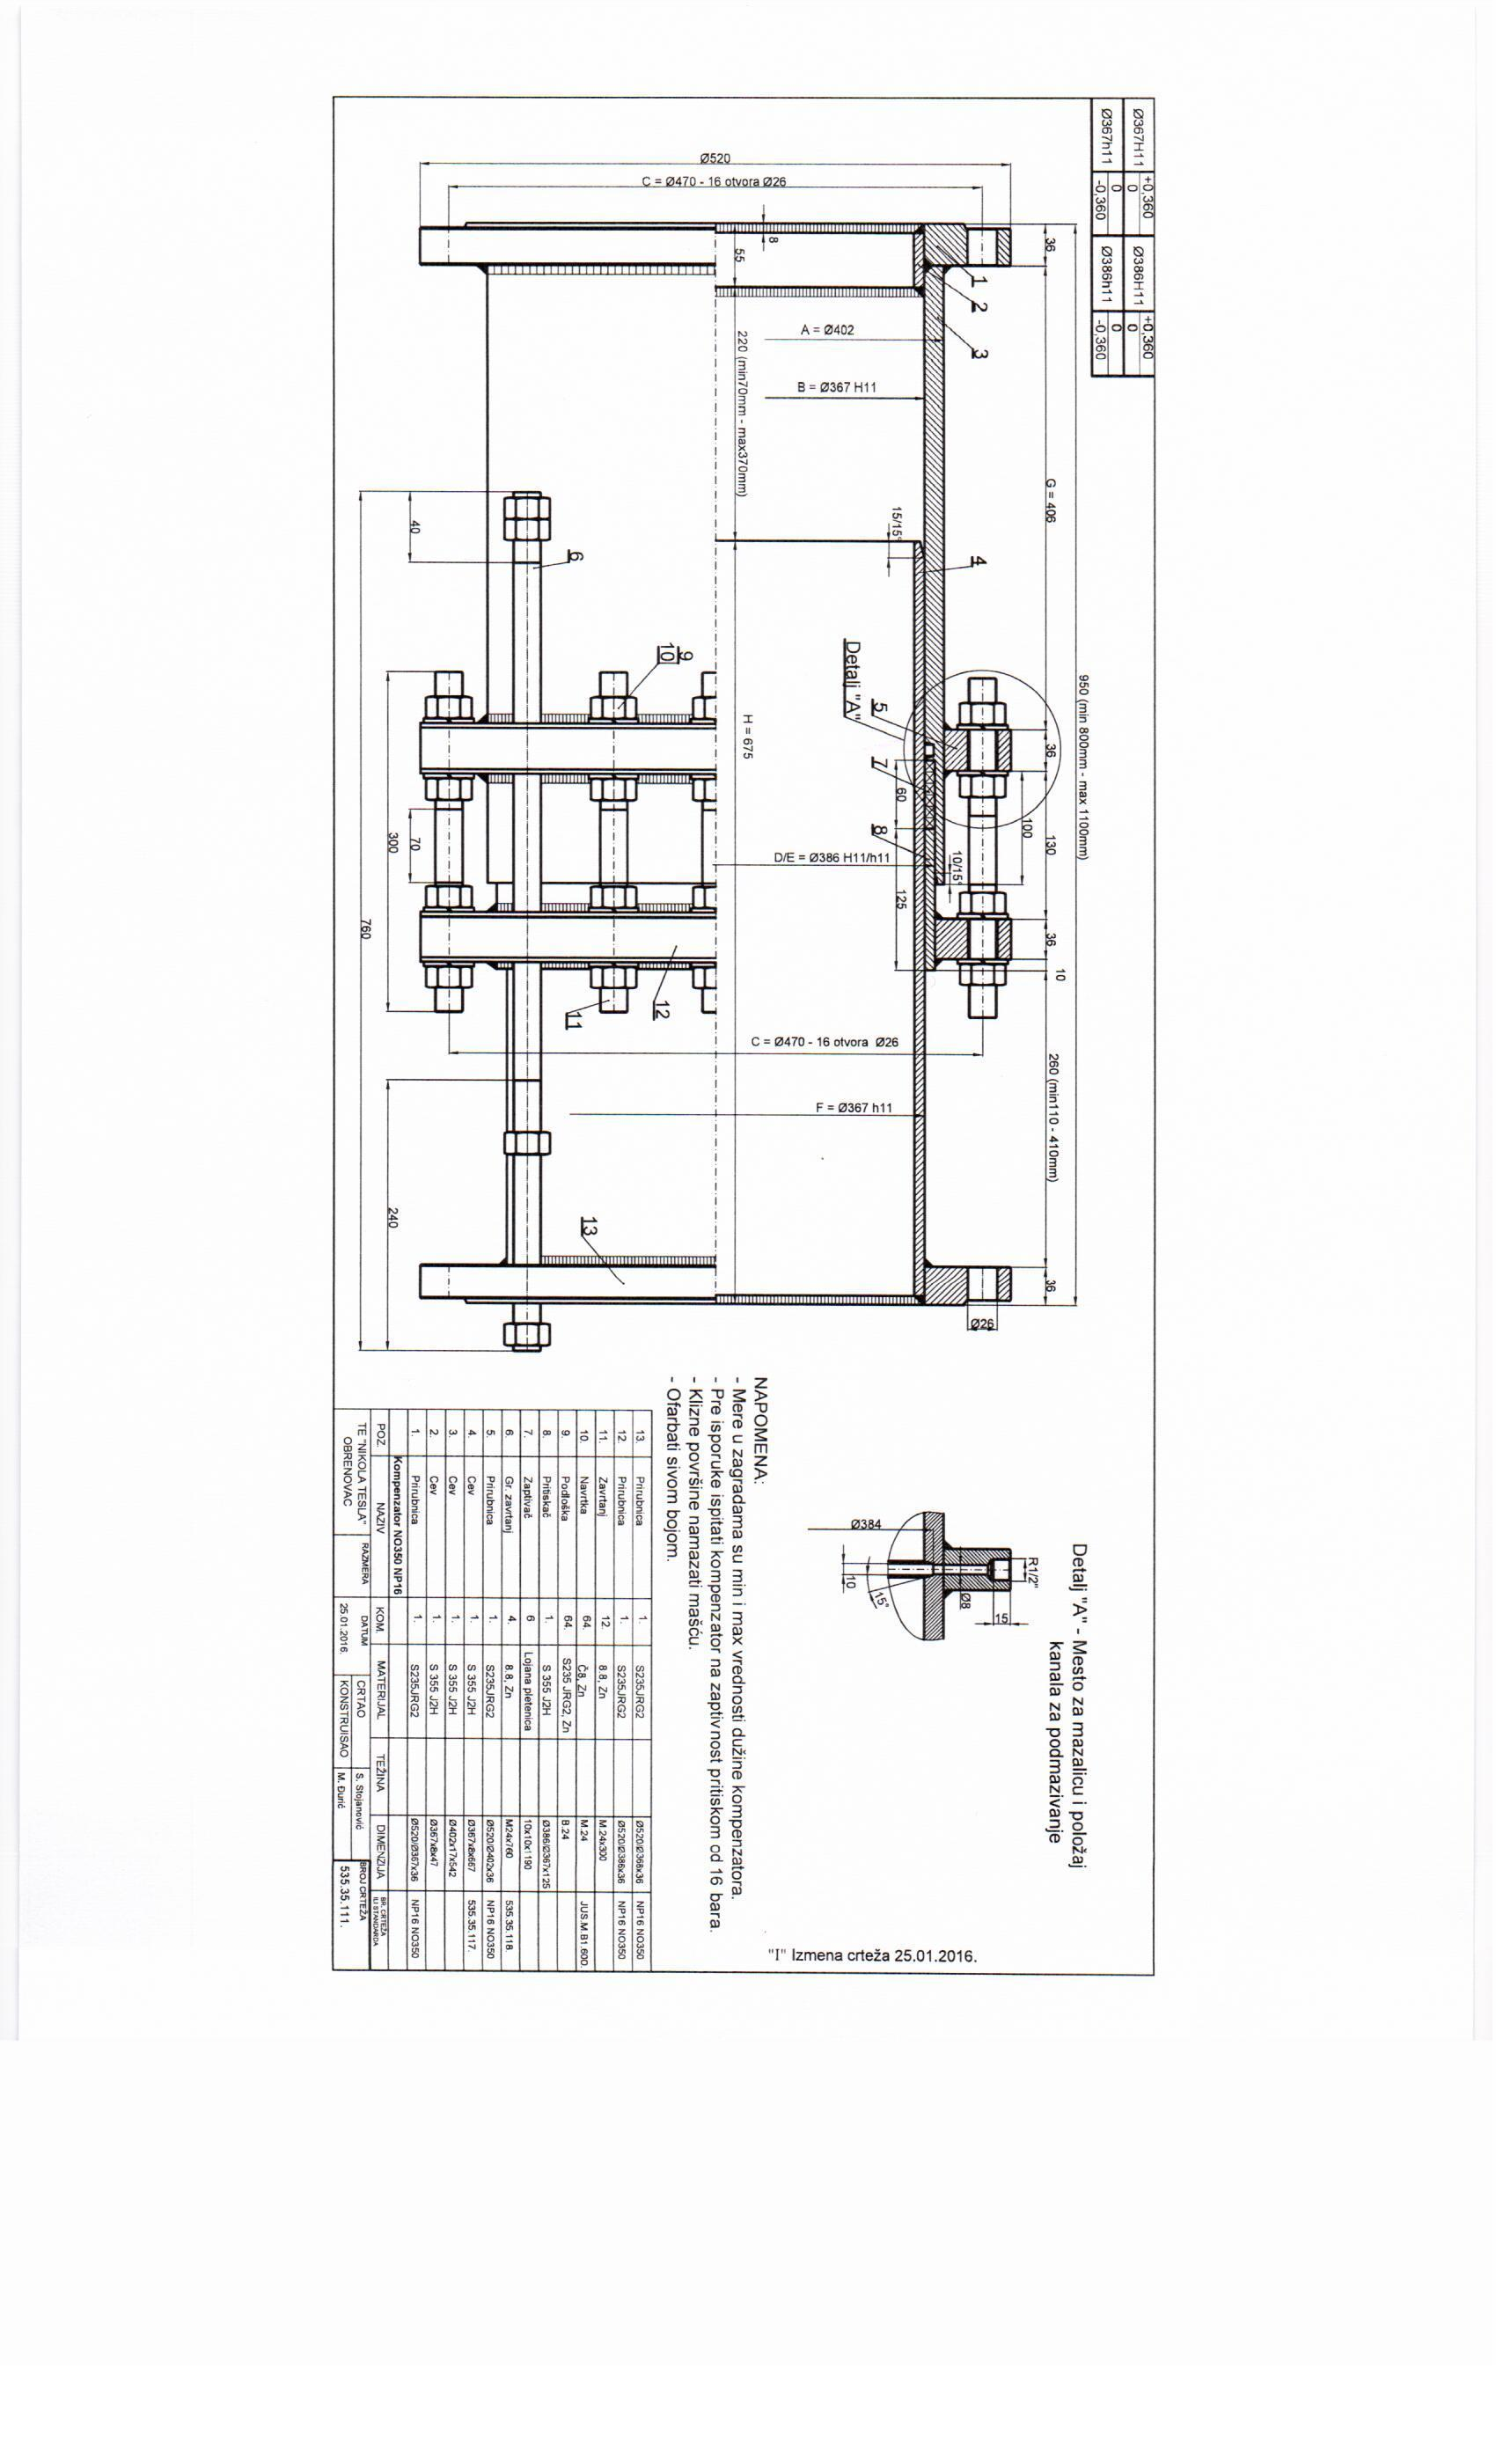 Ø367H11 +0,360 0 Ø386H11 +0,360 0
Ø367h11 0 -0,360 Ø386h11 0 -0,360
950 (min 800mm - max 1100mm)
36
G = 406
36
130
36
10
260 (min110 - 410mm)
36
100
Ø26
Ø520
C = Ø470 - 16 otvora Ø26
1
2
3
4
5
7
8
Detalj "A"
15/15°
60
125
10/15°
A = Ø402
B = Ø367 H11
D/E = Ø386 H11/h11
C = Ø470 - 16 otvora Ø26
F = Ø367 h11
8
55
220 (min70mm - max370mm)
H = 675
9
10
6
12
11
13
40
70
300
760
240
Detalj "A" - Mesto za mazalicu i položaj
kanala za podmazivanje
R1/2"
15
Ø8
Ø384
15°
10
"I" Izmena crteža 25.01.2016.
NAPOMENA:
- Mere u zagradama su min i max vrednosti dužine kompenzatora.
- Pre isporuke ispitati kompenzator na zaptivnost pritiskom od 16 bara.
- Klizne površine namazati mašću.
- Ofarbati sivom bojom.
13. Prirubnica 1. S235JRG2 Ø520/Ø368x36 NP16 NO350
12. Prirubnica 1. S235JRG2 Ø520/Ø386x36 NP16 NO350
11. Zavrtanj 12. 8.8, Zn M.24x300
10. Navrtka 64. Č8, Zn M.24 JUS.M.B1.600.
9. Podloška 64. S235 JRG2, Zn B.24
8. Pritiskač 1. S 355 J2H Ø386/Ø367x125
7. Zaptivač 6 Lojana pletenica 10x10x1190
6. Gr. zavrtanj 4. 8.8, Zn M24x760 535.35.118.
5. Prirubnica 1. S235JRG2 Ø520/Ø402x36 NP16 NO350
4. Cev 1. S 355 J2H Ø367x8x667 535.35.117.
3. Cev 1. S 355 J2H Ø402x17x542
2. Cev 1. S 355 J2H Ø367x8x47
1. Prirubnica 1. S235JRG2 Ø520/Ø367x36 NP16 NO350
Kompenzator NO350 NP16
POZ. NAZIV KOM. MATERIJAL TEŽINA DIMENZIJA BR. CRTEŽA ILI STANDARDA
TE "NIKOLA TESLA" OBRENOVAC RAZMERA DATUM 25.01.2016. CRTAO S. Stojanović BROJ CRTEŽA
KONSTRUISAO M. Đurić 535.35.111.